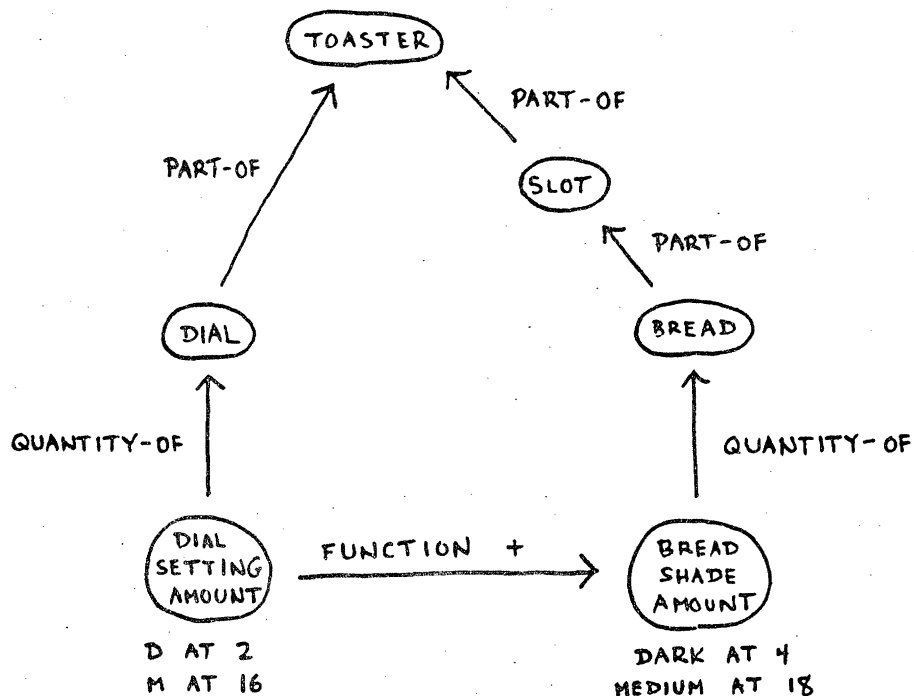 TOASTER
PART-OF
PART-OF
SLOT
PART-OF
DIAL
BREAD
QUANTITY-OF
QUANTITY-OF
DIAL
SETTING
AMOUNT
FUNCTION +
BREAD
SHADE
AMOUNT
D AT 2
M AT 16
DARK AT 4
MEDIUM AT 18